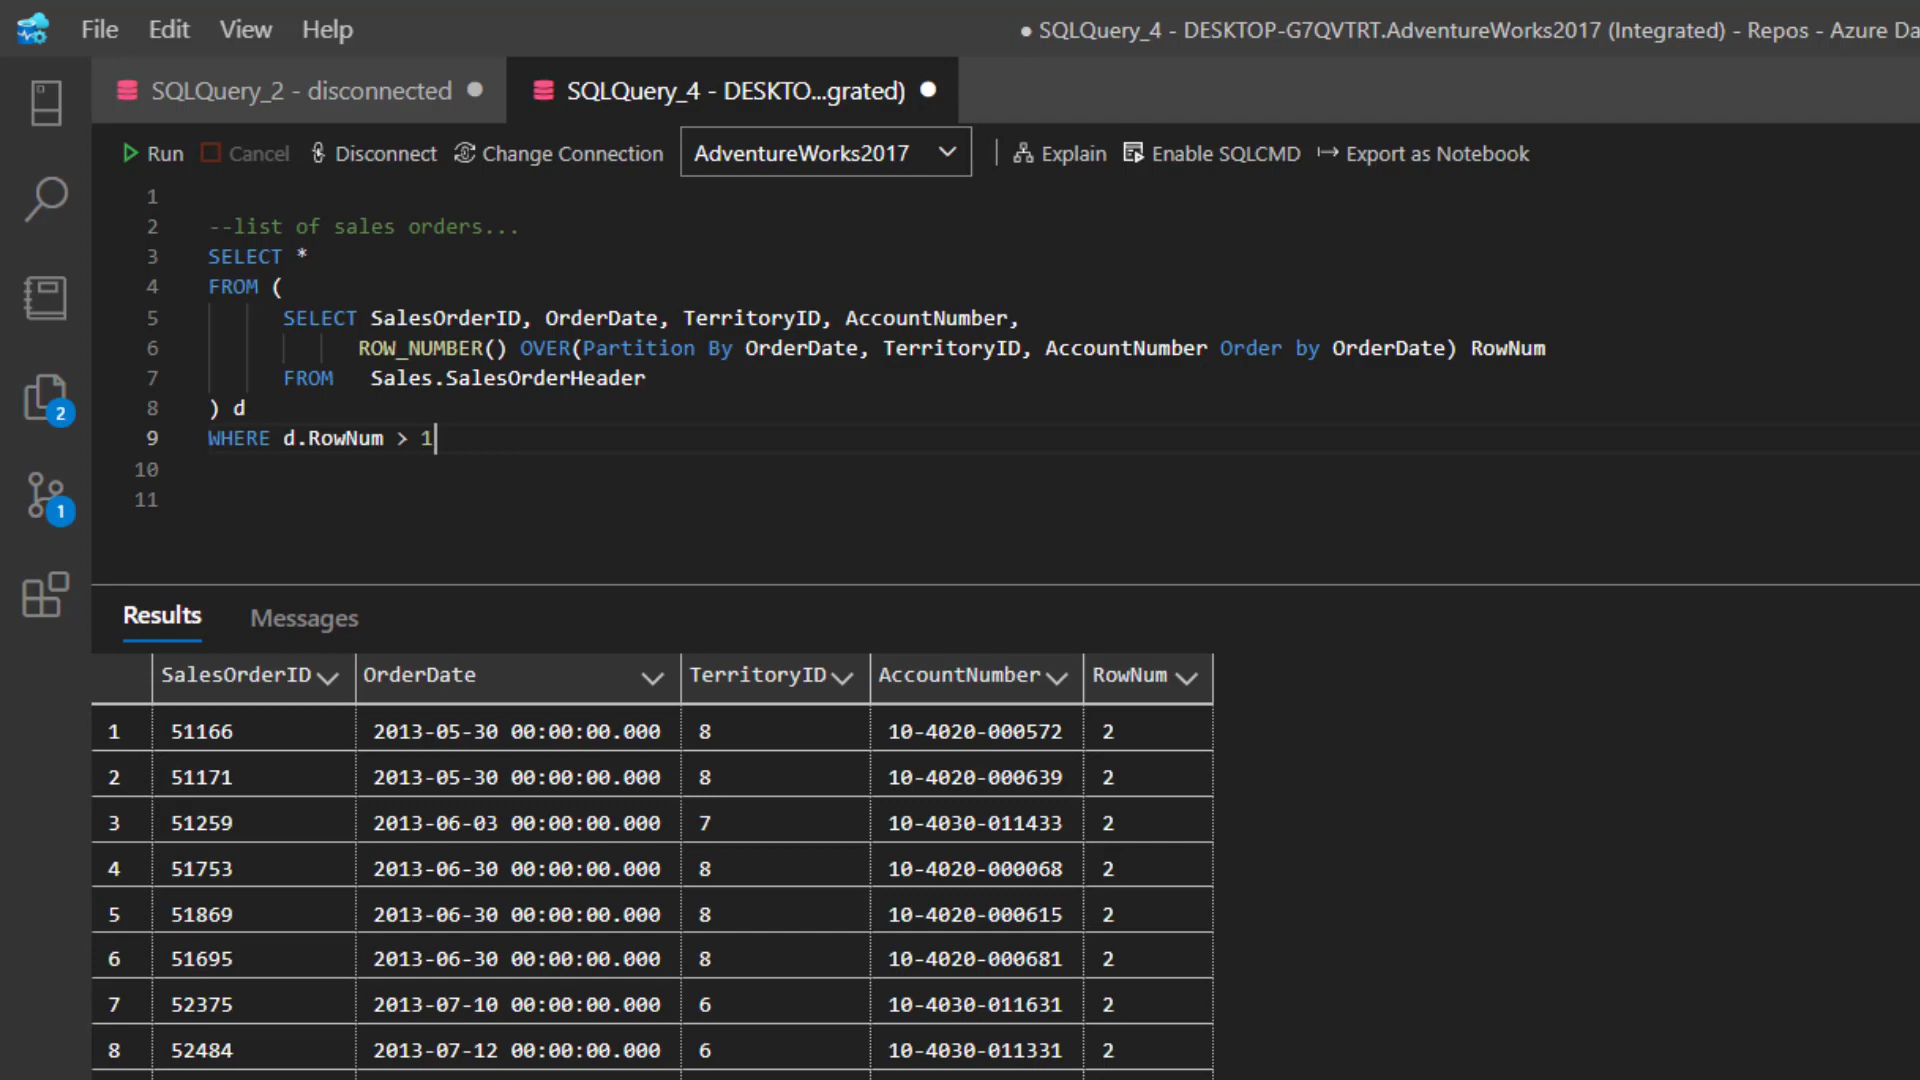 File Edit View Help
● SQLQuery_4 - DESKTOP-G7QVTRT.AdventureWorks2017 (Integrated) - Repos - Azure Da
SQLQuery_2 - disconnected
SQLQuery_4 - DESKTO...grated)
Run Cancel Disconnect Change Connection AdventureWorks2017 Explain Enable SQLCMD Export as Notebook
1
2 --list of sales orders...
3 SELECT *
4 FROM (
5 SELECT SalesOrderID, OrderDate, TerritoryID, AccountNumber,
6 ROW_NUMBER() OVER(Partition By OrderDate, TerritoryID, AccountNumber Order by OrderDate) RowNum
7 FROM Sales.SalesOrderHeader
8 ) d
9 WHERE d.RowNum > 1
10
11
2
1
Results Messages
SalesOrderID OrderDate TerritoryID AccountNumber RowNum
1 51166 2013-05-30 00:00:00.000 8 10-4020-000572 2
2 51171 2013-05-30 00:00:00.000 8 10-4020-000639 2
3 51259 2013-06-03 00:00:00.000 7 10-4030-011433 2
4 51753 2013-06-30 00:00:00.000 8 10-4020-000068 2
5 51869 2013-06-30 00:00:00.000 8 10-4020-000615 2
6 51695 2013-06-30 00:00:00.000 8 10-4020-000681 2
7 52375 2013-07-10 00:00:00.000 6 10-4030-011631 2
8 52484 2013-07-12 00:00:00.000 6 10-4030-011331 2